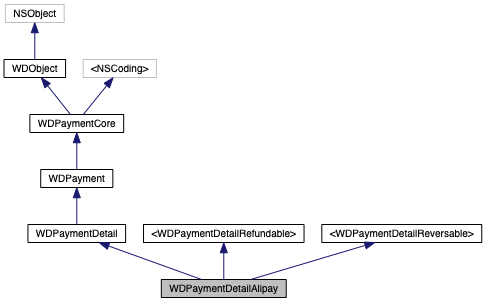 NSObject
WDObject
<NSCoding>
WDPaymentCore
WDPayment
WDPaymentDetail
<WDPaymentDetailRefundable>
<WDPaymentDetailReversable>
WDPaymentDetailAlipay